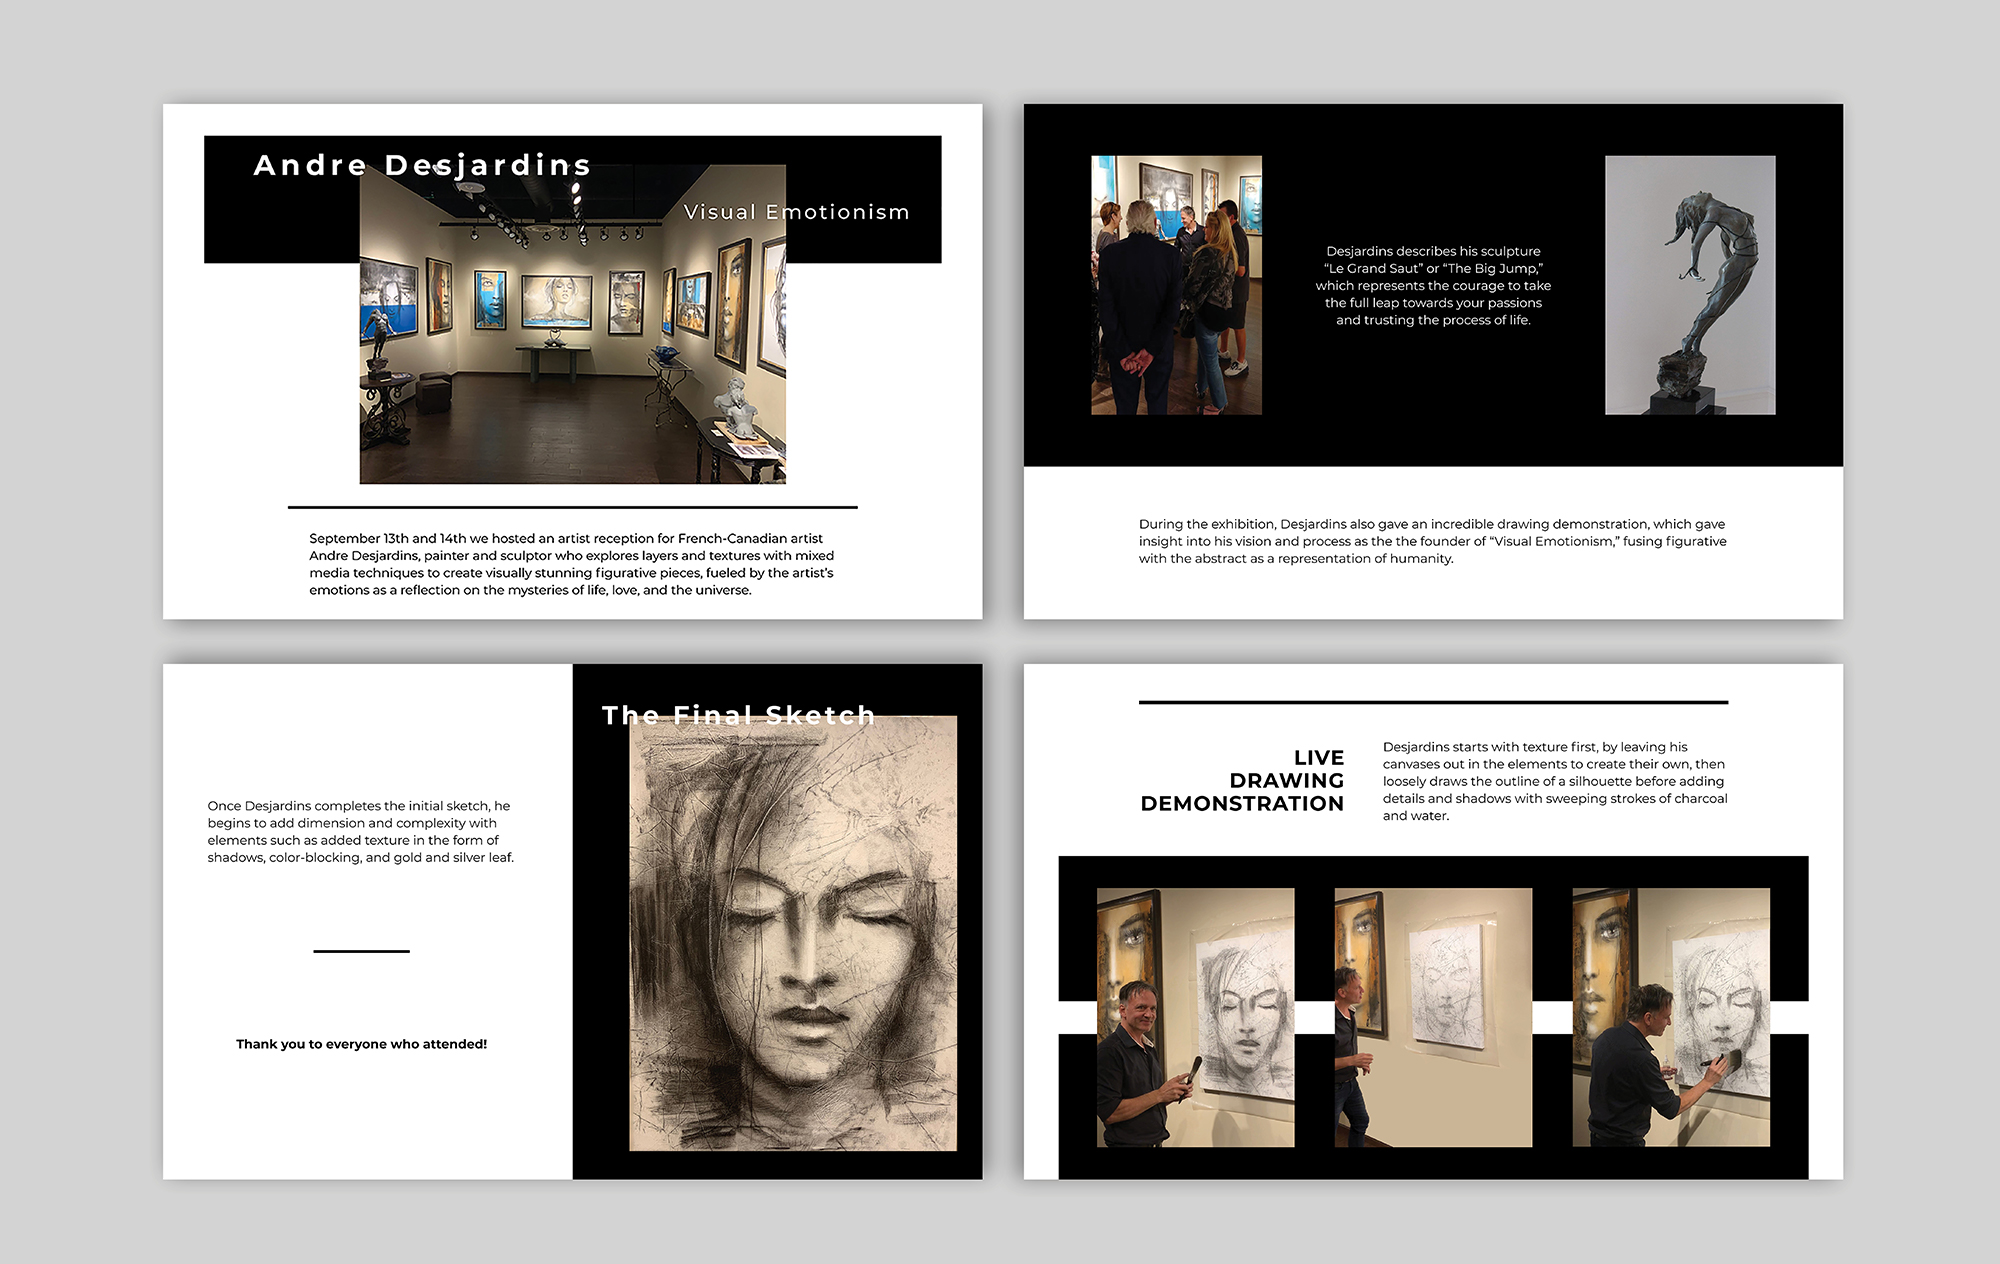 Andre Desjardins
Visual Emotionism
September 13th and 14th we hosted an artist reception for French-Canadian artist
Andre Desjardins, painter and sculptor who explores layers and textures with mixed
media techniques to create visually stunning figurative pieces, fueled by the artist's
emotions as a reflection on the mysteries of life, love, and the universe.
Desjardins describes his sculpture
“Le Grand Saut” or “The Big Jump,”
which represents the courage to take
the full leap towards your passions
and trusting the process of life.
During the exhibition, Desjardins also gave an incredible drawing demonstration, which gave
insight into his vision and process as the the founder of “Visual Emotionism,” fusing figurative
with the abstract as a representation of humanity.
The Final Sketch
Once Desjardins completes the initial sketch, he
begins to add dimension and complexity with
elements such as added texture in the form of
shadows, color-blocking, and gold and silver leaf.
Thank you to everyone who attended!
LIVE
DRAWING
DEMONSTRATION
Desjardins starts with texture first, by leaving his
canvases out in the elements to create their own, then
loosely draws the outline of a silhouette before adding
details and shadows with sweeping strokes of charcoal
and water.